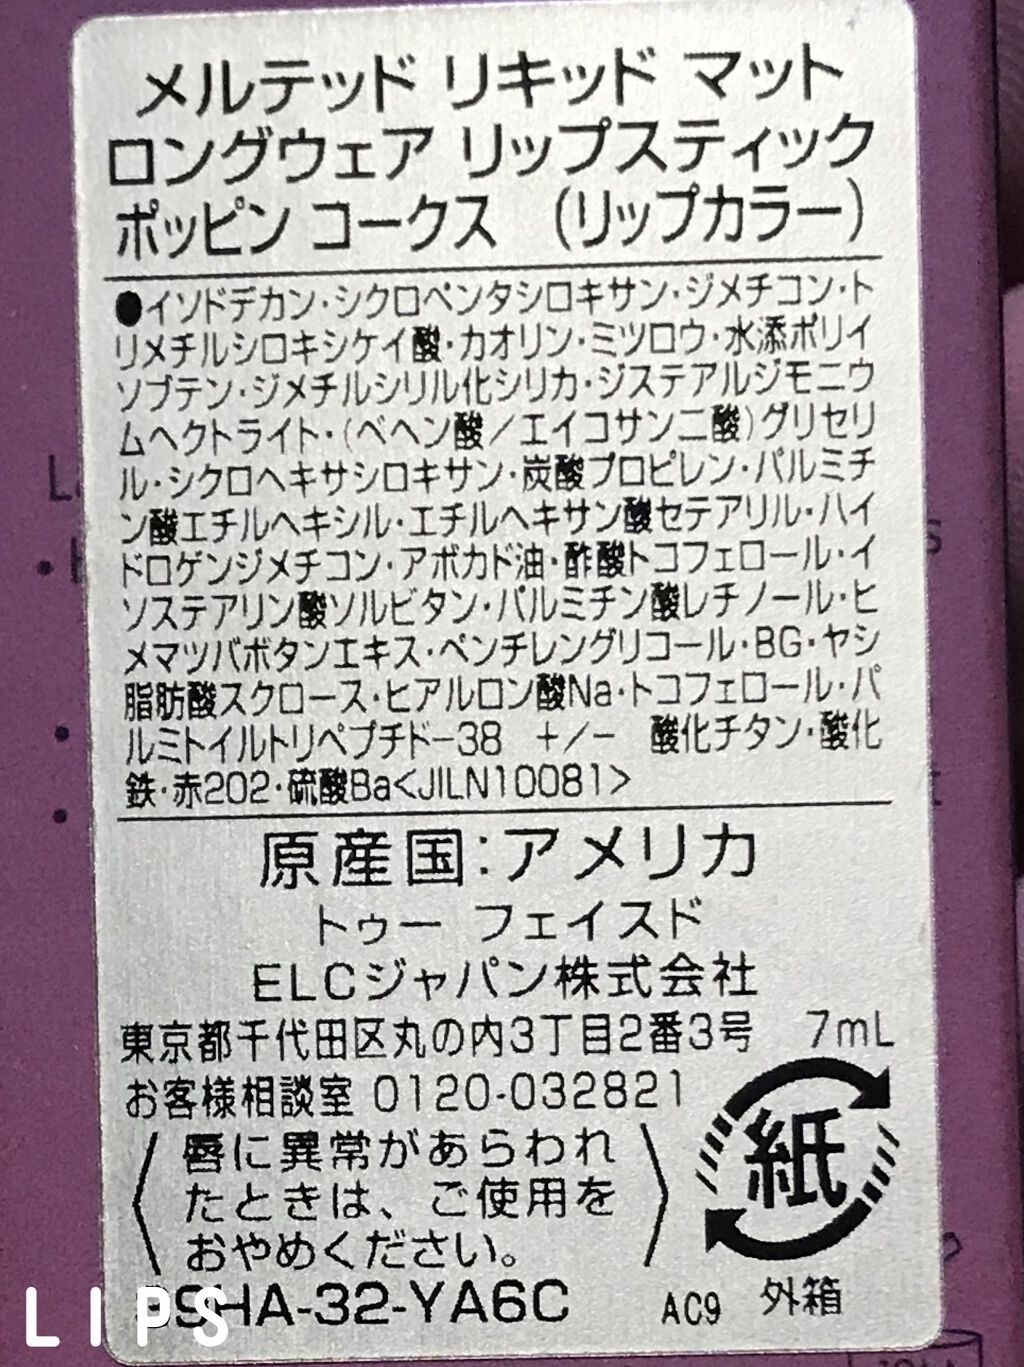 メルテッド リキッド マット
ロングウェア リップスティック
ポッピン コークス （リップカラー）
●イソドデカン・シクロペンタシロキサン・ジメチコン・ト
リメチルシロキシケイ酸・カオリン・ミツロウ・水添ポリイ
ソブテン・ジメチルシリル化シリカ・ジステアルジモニウ
ムヘクトライト・(ベヘン酸／エイコサン二酸)グリセリ
ル・シクロヘキサシロキサン・炭酸プロピレン・パルミチ
ン酸エチルヘキシル・エチルヘキサン酸セテアリル・ハイ
ドロゲンジメチコン・アボカド油・酢酸トコフェロール・イ
ソステアリン酸ソルビタン・パルミチン酸レチノール・ヒ
メマツバボタンエキス・ペンチレングリコール・BG・ヤシ
脂肪酸スクロース・ヒアルロン酸Na・トコフェロール・パ
ルミトイルトリペプチド-38 +/- 酸化チタン・酸化
鉄・赤202・硫酸Ba<JILN10081>
原産国：アメリカ
トゥー フェイスド
ELCジャパン株式会社
東京都千代田区丸の内3丁目2番3号 7mL
お客様相談室 0120-032821
唇に異常があらわれ
たときは、ご使用を
おやめください。
紙
外箱
9SHA-32-YA6C AC9
LIPS